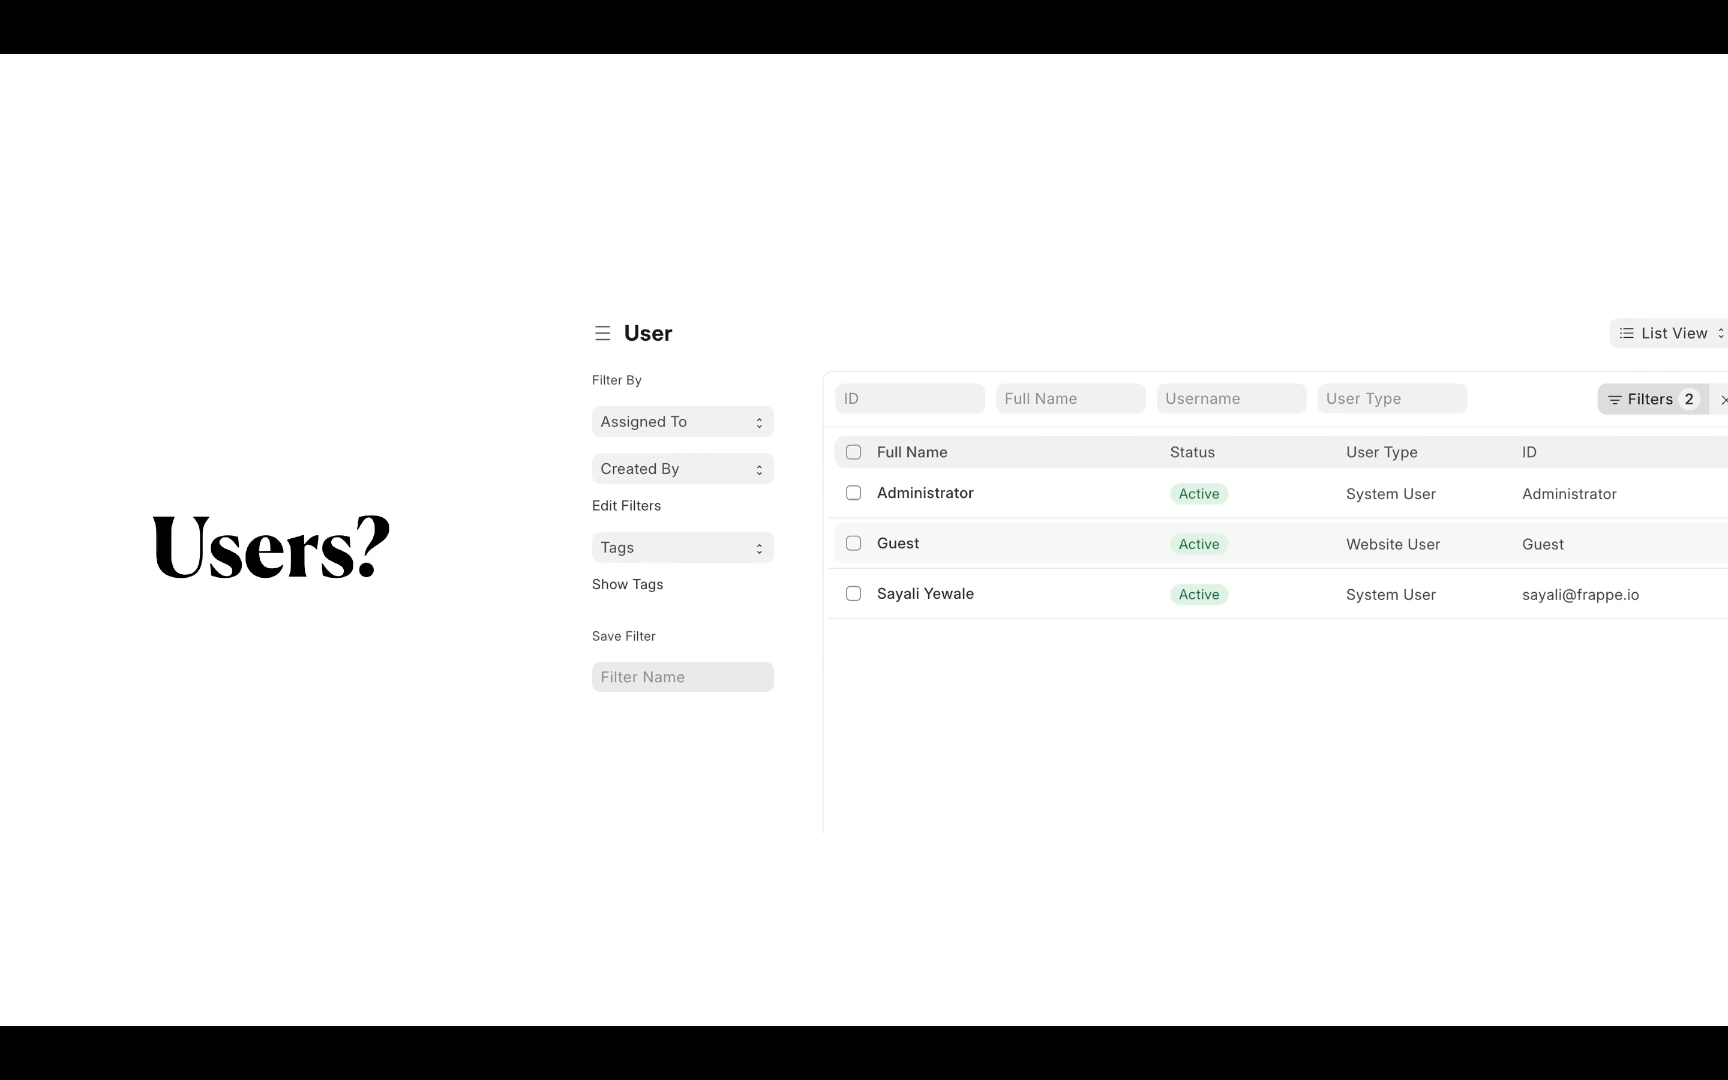 Users?
User
List View
Filter By
Assigned To
Created By
Edit Filters
Tags
Show Tags
Save Filter
Filter Name
ID Full Name Username User Type Filters 2
Full Name Status User Type ID
Administrator Active System User Administrator
Guest Active Website User Guest
Sayali Yewale Active System User sayali@frappe.io